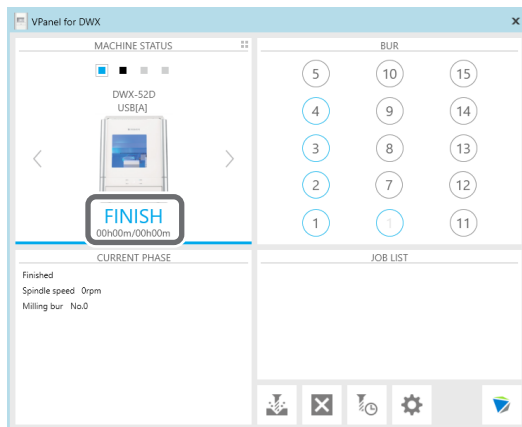 VPanel for DWX
MACHINE STATUS
DWX-52D
USB[A]
FINISH
00h00m/00h00m
BUR
5 10 15
4 9 14
3 8 13
2 7 12
1 1 11
CURRENT PHASE
Finished
Spindle speed 0rpm
Milling bur No.0
JOB LIST